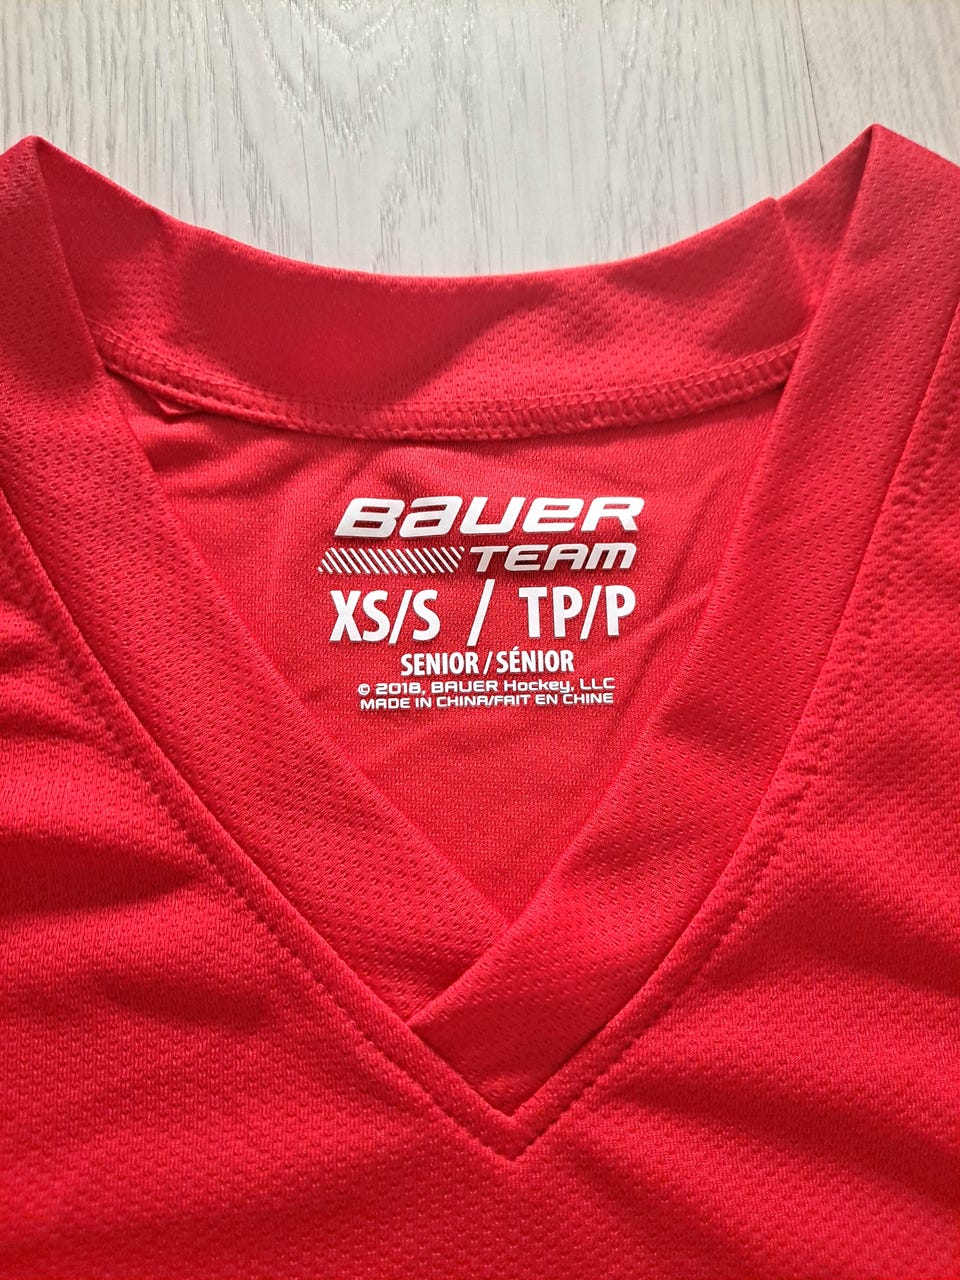 BAUER
TEAM
XS/S / TP/P
SENIOR / SÉNIOR
© 2018, BAUER Hockey, LLC
MADE IN CHINA/FAIT EN CHINE